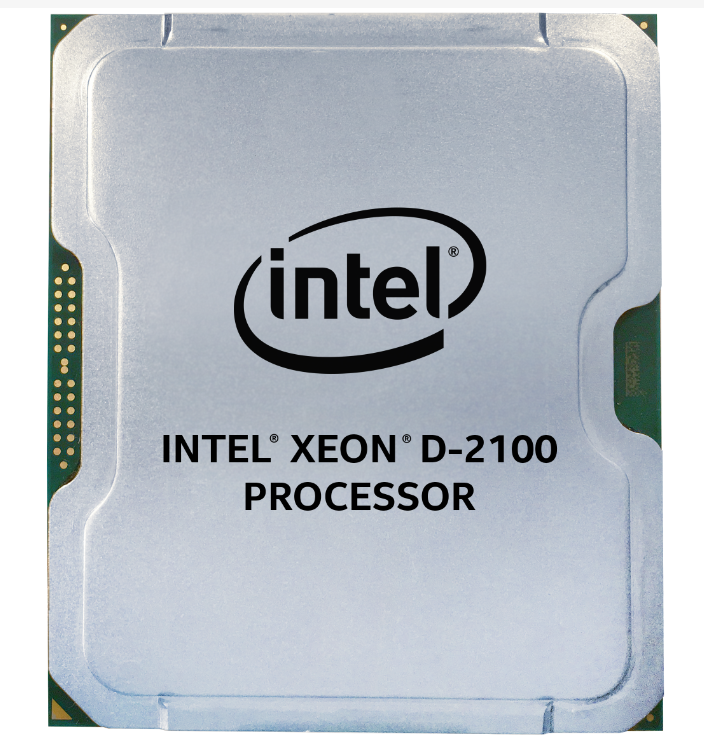 intel®
INTEL® XEON® D-2100
PROCESSOR